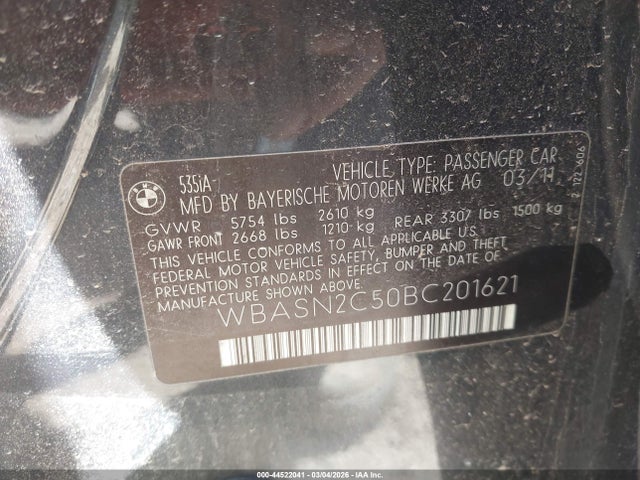 BMW
535iA
VEHICLE TYPE: PASSENGER CAR
MFD BY BAYERISCHE MOTOREN WERKE AG 03/11
GVWR 5754 lbs 2610 kg
GAWR FRONT 2668 lbs 1210 kg REAR 3307 lbs 1500 kg
THIS VEHICLE CONFORMS TO ALL APPLICABLE U.S.
FEDERAL MOTOR VEHICLE SAFETY, BUMPER AND THEFT
PREVENTION STANDARDS IN EFFECT ON THE DATE OF
MANUFACTURE SHOWN ABOVE.
WBASN2C50BC201621
000-44522041 - 03/04/2026 - IAA Corp.